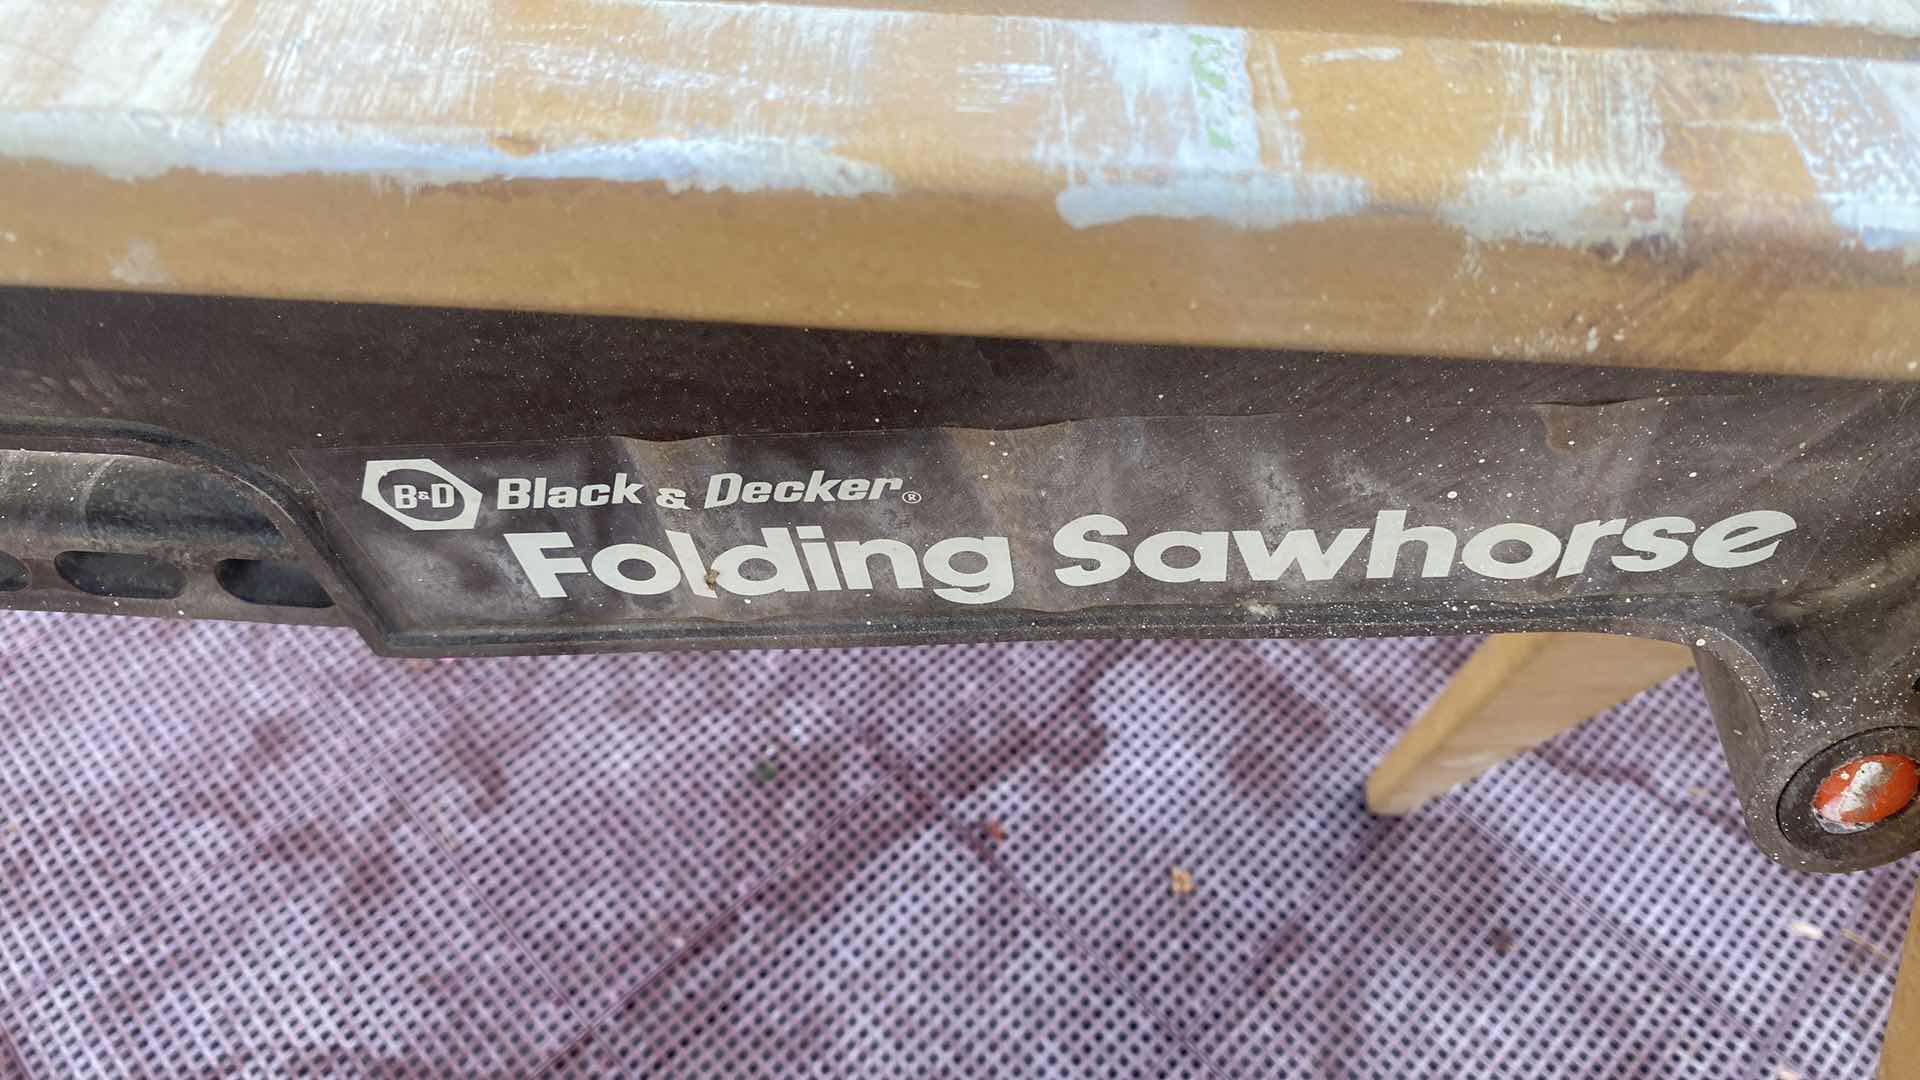 B&D Black & Decker®
Folding Sawhorse